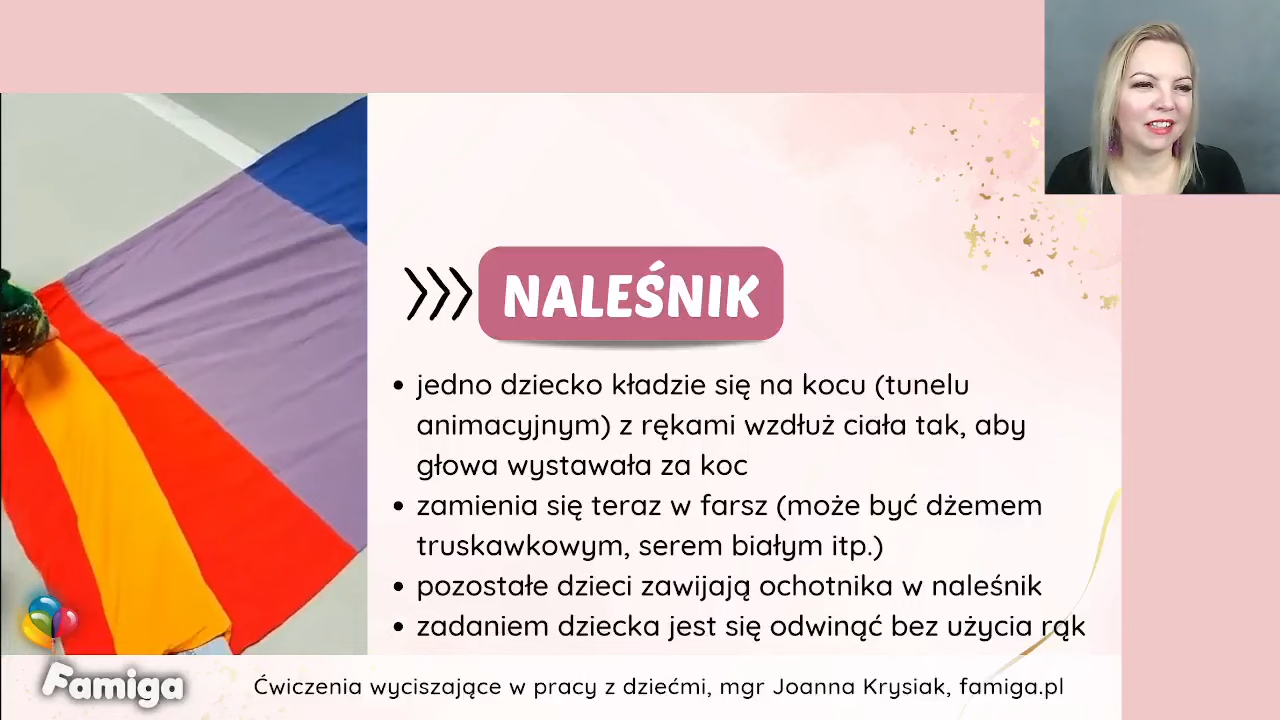 NALEŚNIK
• jedno dziecko kładzie się na kocu (tunelu
animacyjnym) z rękami wzdłuż ciała tak, aby
głowa wystawała za koc
• zamienia się teraz w farsz (może być dżemem
truskawkowym, serem białym itp.)
• pozostałe dzieci zawijają ochotnika w naleśnik
• zadaniem dziecka jest się odwinąć bez użycia rąk
Famiga
Ćwiczenia wyciszające w pracy z dziećmi, mgr Joanna Krysiak, famiga.pl